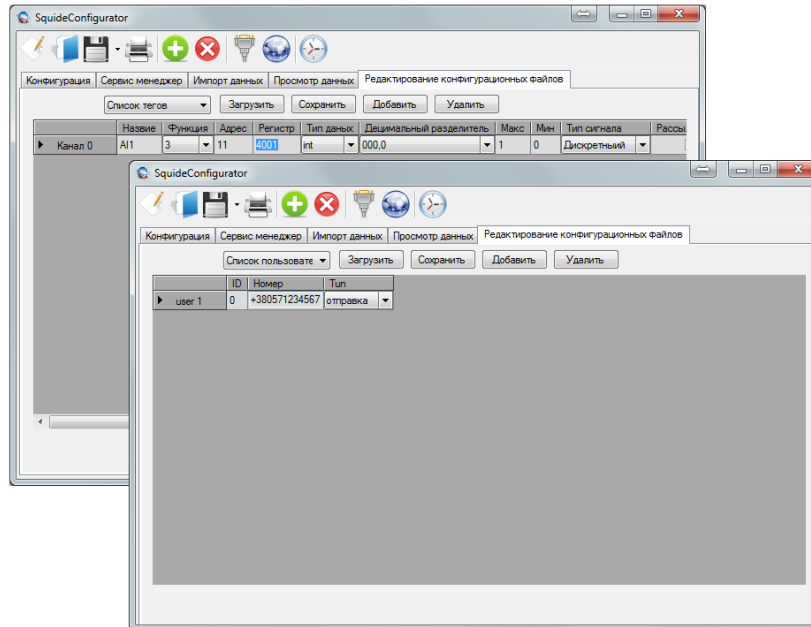 SquideConfigurator
Конфигурация Сервис менеджер Импорт данных Просмотр данных Редактирование конфигурационных файлов
Список тегов Загрузить Сохранить Добавить Удалить
Назвие Функция Адрес Регистр Тип даных Децимальный разделитель Макс Мин Тип сигнала Рассы
Канал 0 AI1 3 11 4001 int 000,0 1 0 Дискретныий
SquideConfigurator
Конфигурация Сервис менеджер Импорт данных Просмотр данных Редактирование конфигурационных файлов
Список пользовате Загрузить Сохранить Добавить Удалить
ID Номер Тип
user 1 0 +380571234567 отправка